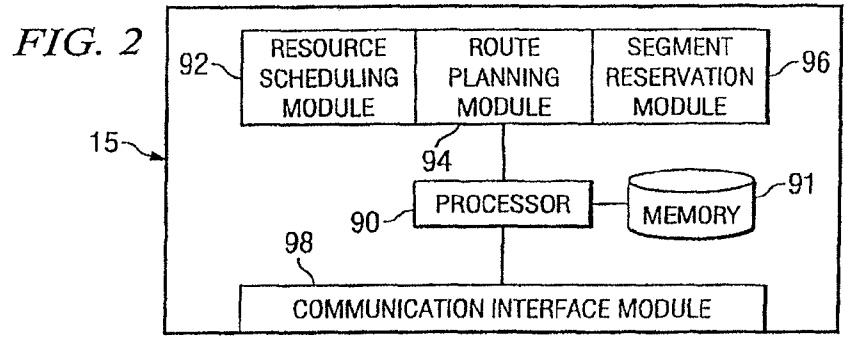 FIG. 2
92
RESOURCE
SCHEDULING
MODULE
ROUTE
PLANNING
MODULE
SEGMENT
RESERVATION
MODULE
96
15
94
90
PROCESSOR
MEMORY
91
98
COMMUNICATION INTERFACE MODULE